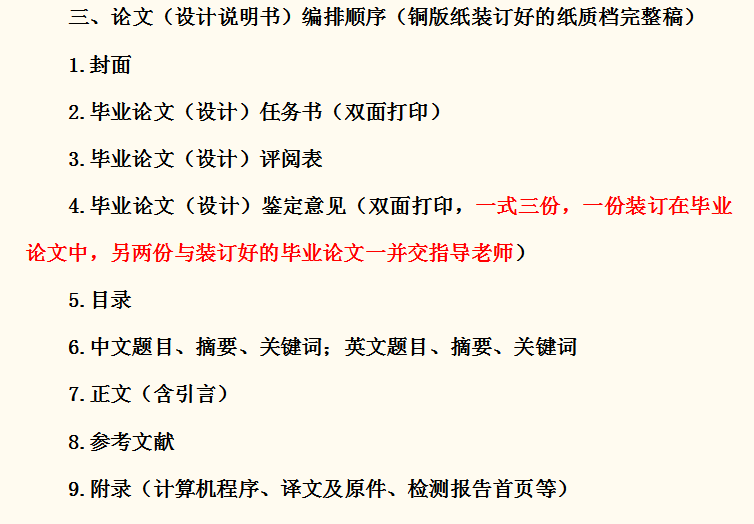 三、论文（设计说明书）编排顺序（铜版纸装订好的纸质档完整稿）
1.封面
2.毕业论文（设计）任务书（双面打印）
3.毕业论文（设计）评阅表
4.毕业论文（设计）鉴定意见（双面打印，一式三份，一份装订在毕业
论文中，另两份与装订好的毕业论文一并交指导老师）
5.目录
6.中文题目、摘要、关键词；英文题目、摘要、关键词
7.正文（含引言）
8.参考文献
9.附录（计算机程序、译文及原件、检测报告首页等）